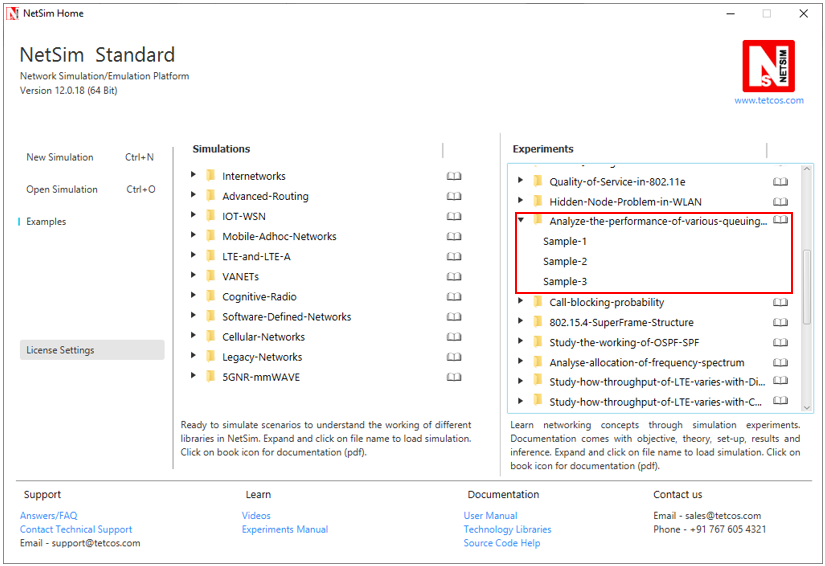 NetSim Home
NetSim Standard
Network Simulation/Emulation Platform
Version 12.0.18 (64 Bit)
NETSIM
www.tetcos.com
New Simulation Ctrl+N
Open Simulation Ctrl+O
Examples
License Settings
Simulations
Internetworks
Advanced-Routing
IOT-WSN
Mobile-Adhoc-Networks
LTE-and-LTE-A
VANETs
Cognitive-Radio
Software-Defined-Networks
Cellular-Networks
Legacy-Networks
5GNR-mmWAVE
Ready to simulate scenarios to understand the working of different
libraries in NetSim. Expand and click on file name to load simulation.
Click on book icon for documentation (pdf).
Experiments
Quality-of-Service-in-802.11e
Hidden-Node-Problem-in-WLAN
Analyze-the-performance-of-various-queuing...
Sample-1
Sample-2
Sample-3
Call-blocking-probability
802.15.4-SuperFrame-Structure
Study-the-working-of-OSPF-SPF
Analyse-allocation-of-frequency-spectrum
Study-how-throughput-of-LTE-varies-with-Di...
Study-how-throughput-of-LTE-varies-with-C...
Learn networking concepts through simulation experiments.
Documentation comes with objective, theory, set-up, results and
inference. Expand and click on file name to load simulation. Click on
book icon for documentation (pdf).
Support
Answers/FAQ
Contact Technical Support
Email - support@tetcos.com
Learn
Videos
Experiments Manual
Documentation
User Manual
Technology Libraries
Source Code Help
Contact us
Email - sales@tetcos.com
Phone - +91 767 605 4321